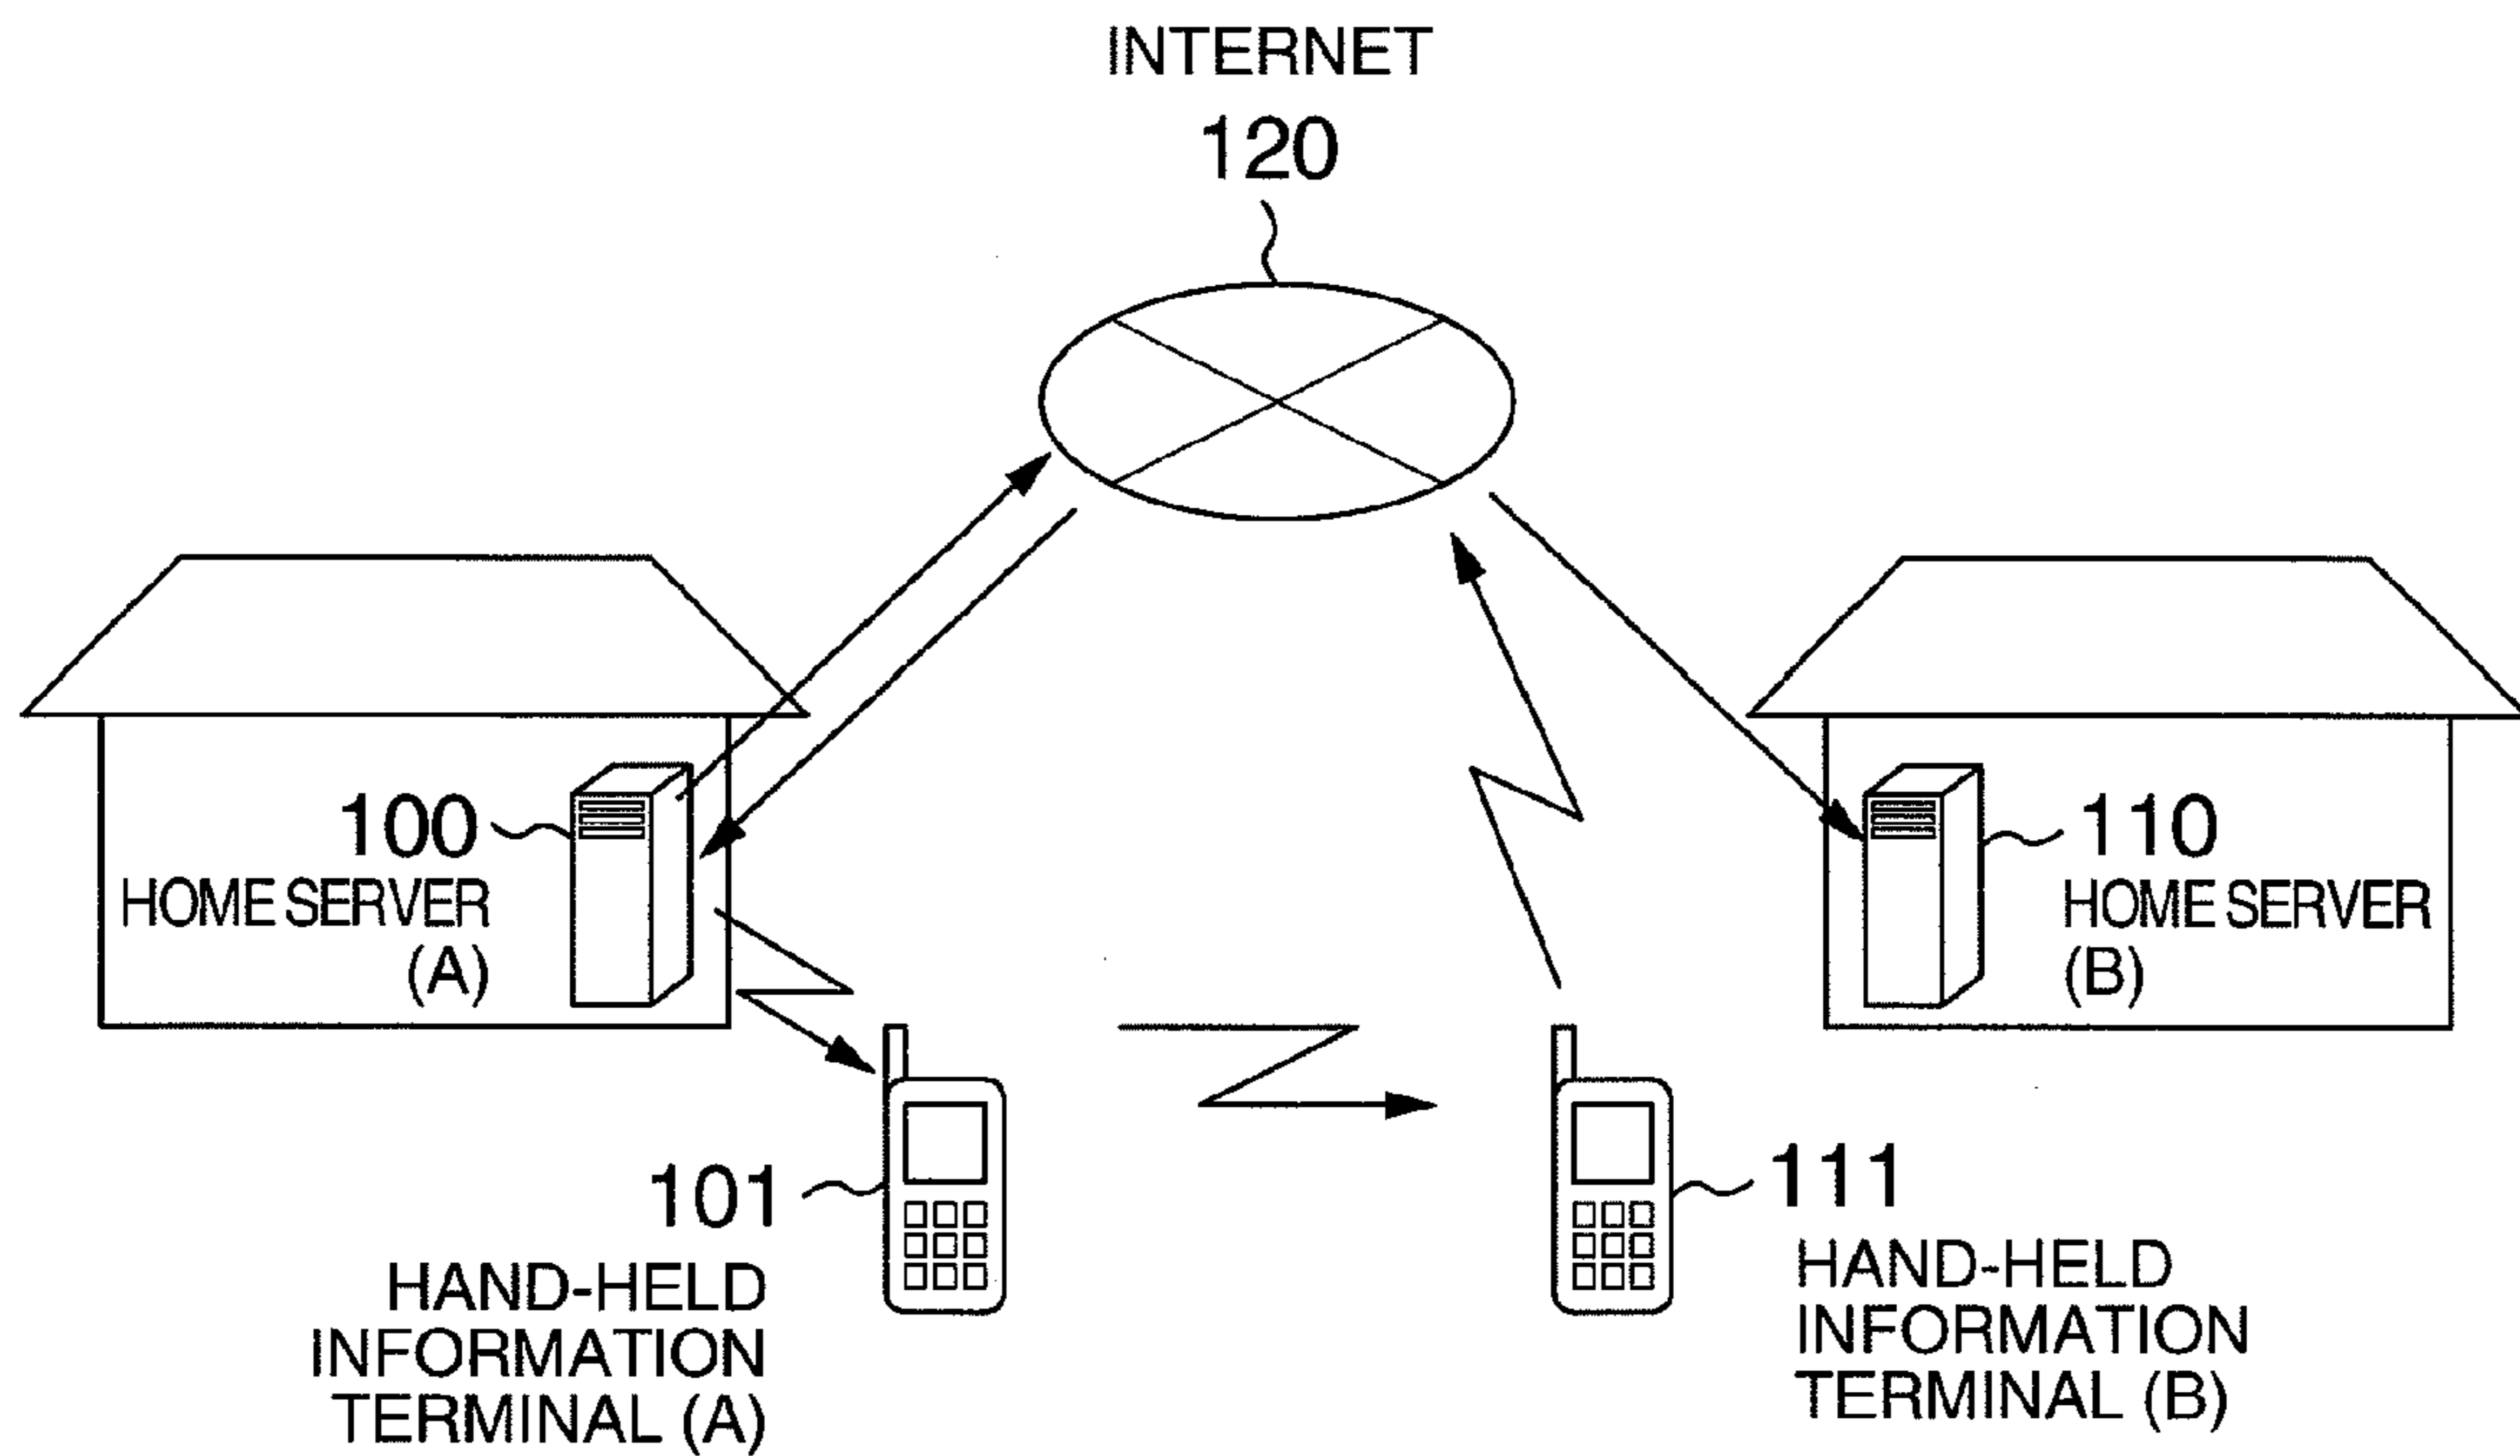 INTERNET
120
100
HOME SERVER
(A)
110
HOME SERVER
(B)
101
HAND-HELD
INFORMATION
TERMINAL (A)
111
HAND-HELD
INFORMATION
TERMINAL (B)